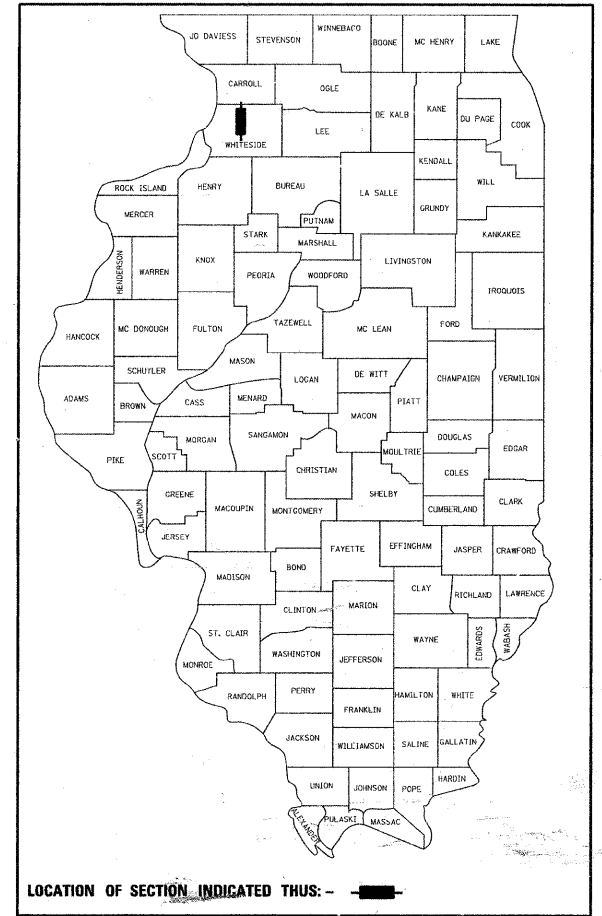 JO DAVIESS STEVENSON WINNEBACO BOONE MC HENRY LAKE
CARROLL OGLE DE KALB KANE DU PAGE COOK
WHITESIDE LEE
KENDALL WILL
ROCK ISLAND HENRY BUREAU LA SALLE GRUNDY
MERCER PUTNAM KANKAKEE
STARK MARSHALL
HENDERSON WARREN KNOX PEORIA WOODFORD LIVINGSTON IROQUOIS
HANCOCK MC DONOUGH FULTON TAZEWELL MC LEAN FORD
SCHUYLER MASON LOGAN DE WITT CHAMPAIGN VERMILION
ADAMS BROWN CASS MENARD MACON PIATT
PIKE SCOTT MORGAN SANGAMON MOULTRIE DOUGLAS EDGAR
CHRISTIAN COLES
CALHOUN GREENE MACOUPIN MONTGOMERY SHELBY CUMBERLAND CLARK
JERSEY FAYETTE EFFINGHAM JASPER CRAWFORD
MADISON BOND
CLAY RICHLAND LAWRENCE
CLINTON MARION
ST. CLAIR WAYNE EDWARDS WABASH
MONROE WASHINGTON JEFFERSON
RANDOLPH PERRY HAMILTON WHITE
FRANKLIN
JACKSON WILLIAMSON SALINE GALLATIN
UNION JOHNSON POPE HARDIN
ALEXANDER PULASKI MASSAC
LOCATION OF SECTION INDICATED THUS: -